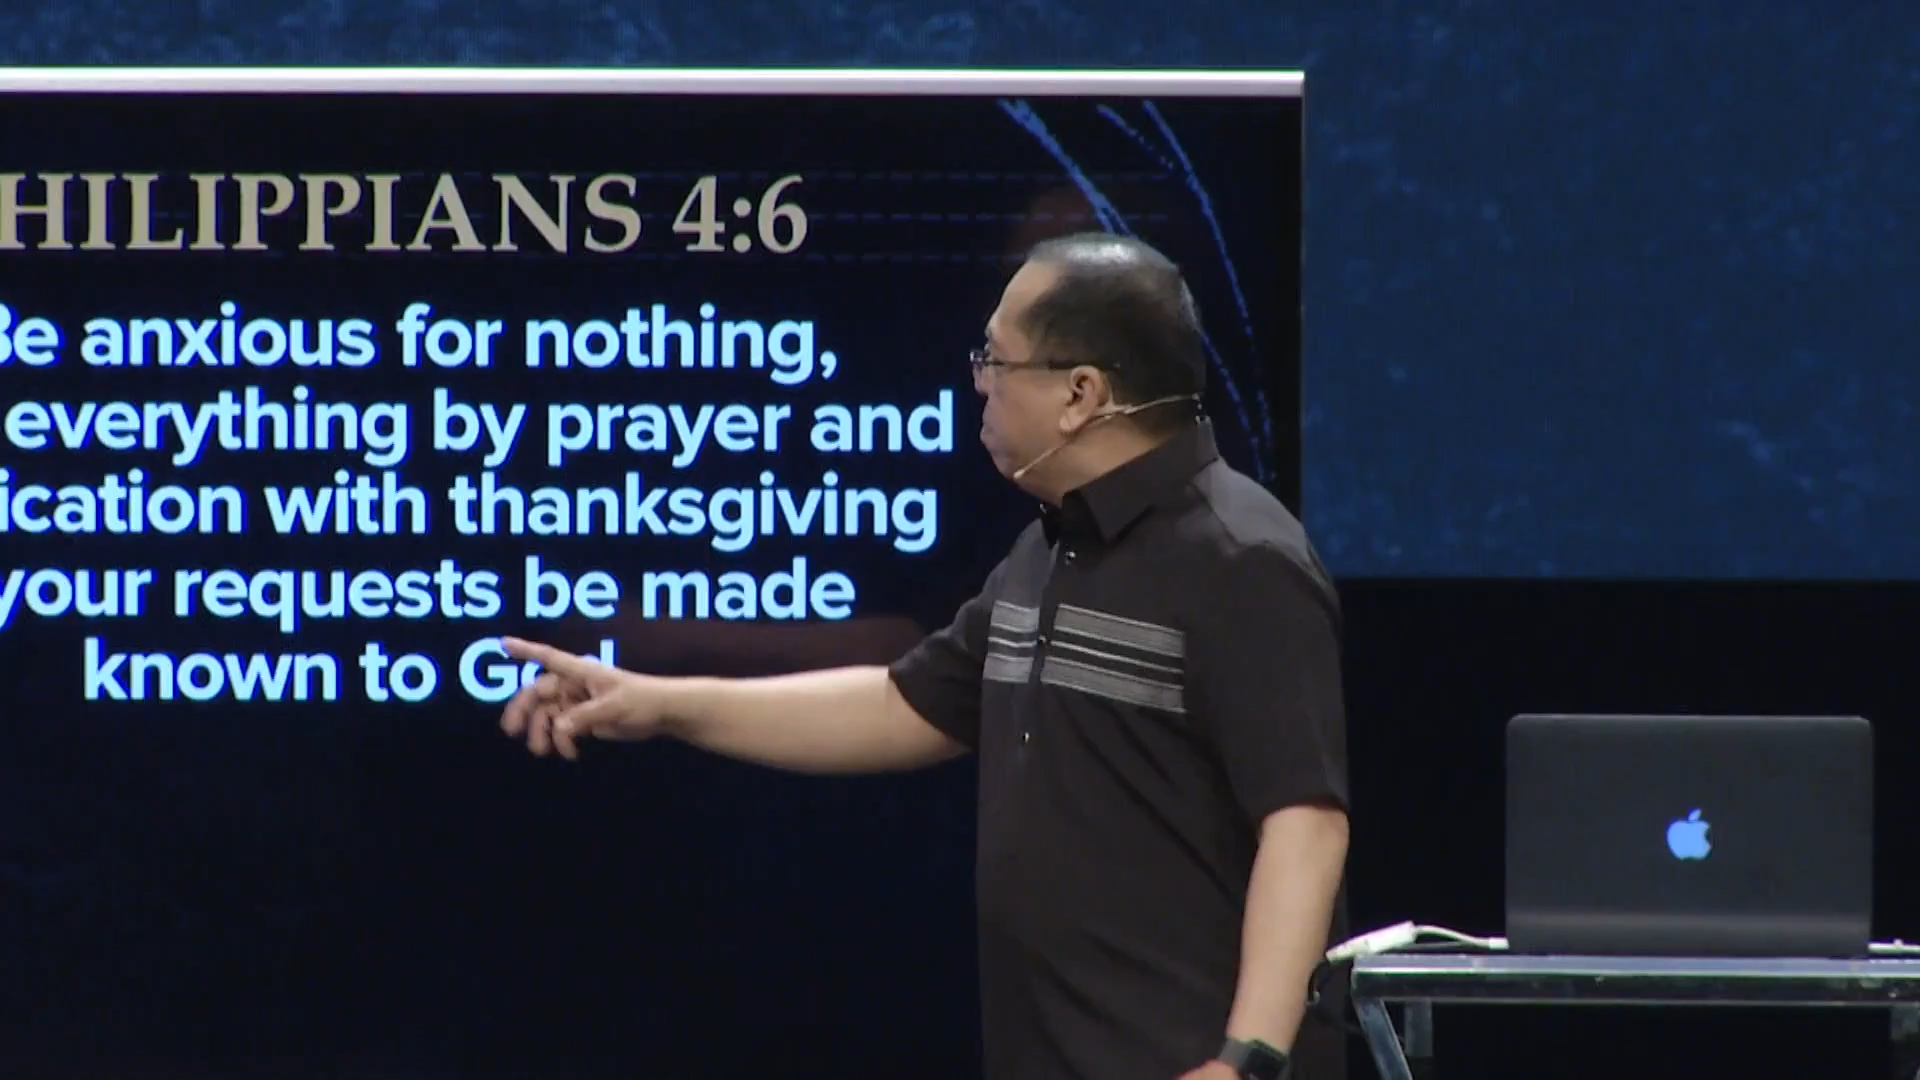 HILIPPIANS 4:6
Be anxious for nothing,
everything by prayer and
ication with thanksgiving
your requests be made
known to God